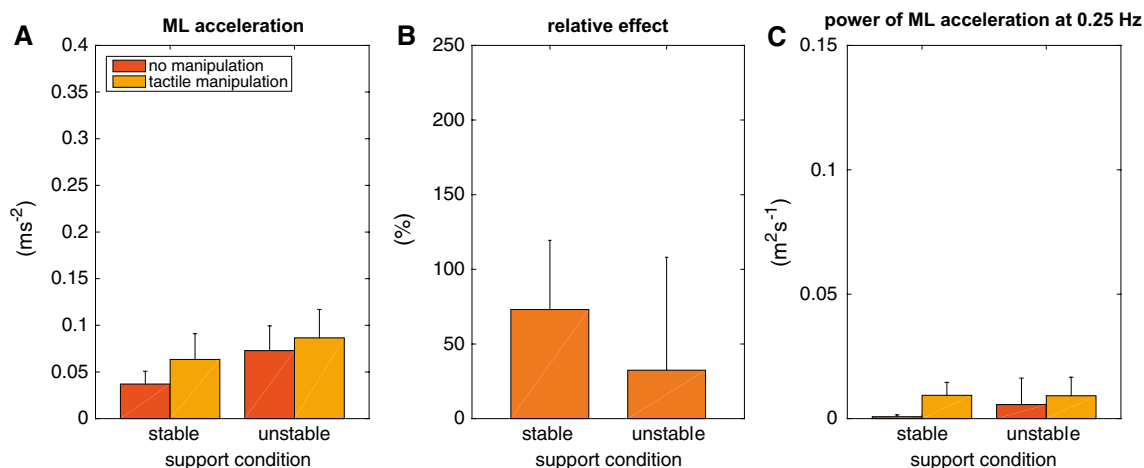 A
ML acceleration
(ms⁻²)
0.4
0.35
0.3
0.25
0.2
0.15
0.1
0.05
0
no manipulation
tactile manipulation
stable
unstable
support condition
B
relative effect
(%)
250
200
150
100
50
0
stable
unstable
support condition
C
power of ML acceleration at 0.25 Hz
(m²s⁻¹)
0.15
0.1
0.05
0
stable
unstable
support condition